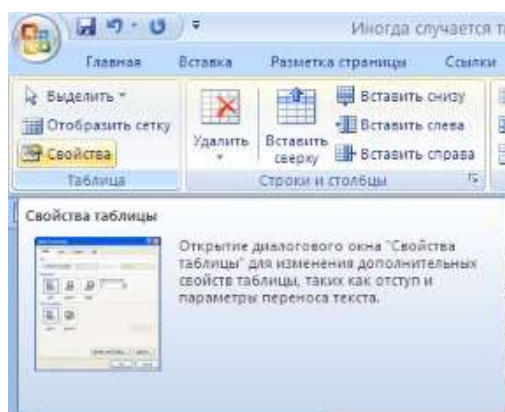 Иногда случается т
Главная Вставка Разметка страницы Ссылки
Выделить
Отобразить сетку
Свойства
Таблица
Удалить
Вставить сверху
Вставить снизу
Вставить слева
Вставить справа
Строки и столбцы
Свойства таблицы
Открытие диалогового окна "Свойства
таблицы" для изменения дополнительных
свойств таблицы, таких как отступ и
параметры переноса текста.